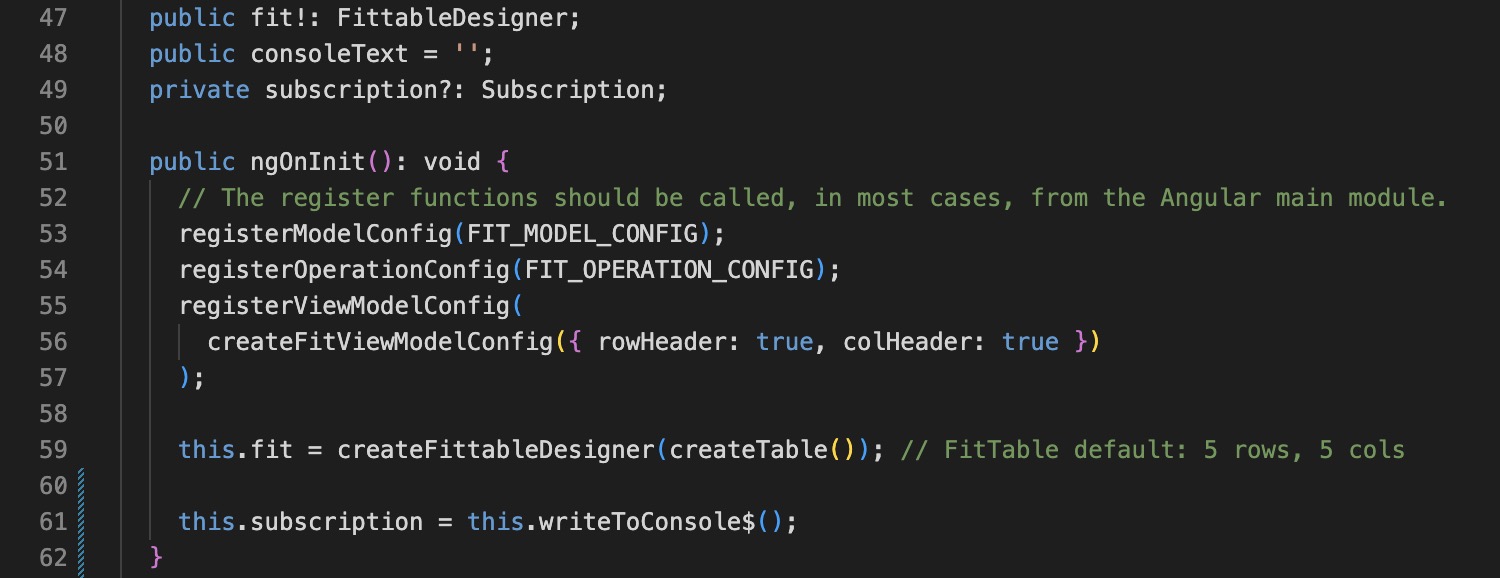 47 public fit!: FittableDesigner;
48 public consoleText = '';
49 private subscription?: Subscription;
50
51 public ngOnInit(): void {
52 // The register functions should be called, in most cases, from the Angular main module.
53 registerModelConfig(FIT_MODEL_CONFIG);
54 registerOperationConfig(FIT_OPERATION_CONFIG);
55 registerViewModelConfig(
56 createFitViewModelConfig({ rowHeader: true, colHeader: true })
57 );
58
59 this.fit = createFittableDesigner(createTable()); // FitTable default: 5 rows, 5 cols
60
61 this.subscription = this.writeToConsole$();
62 }